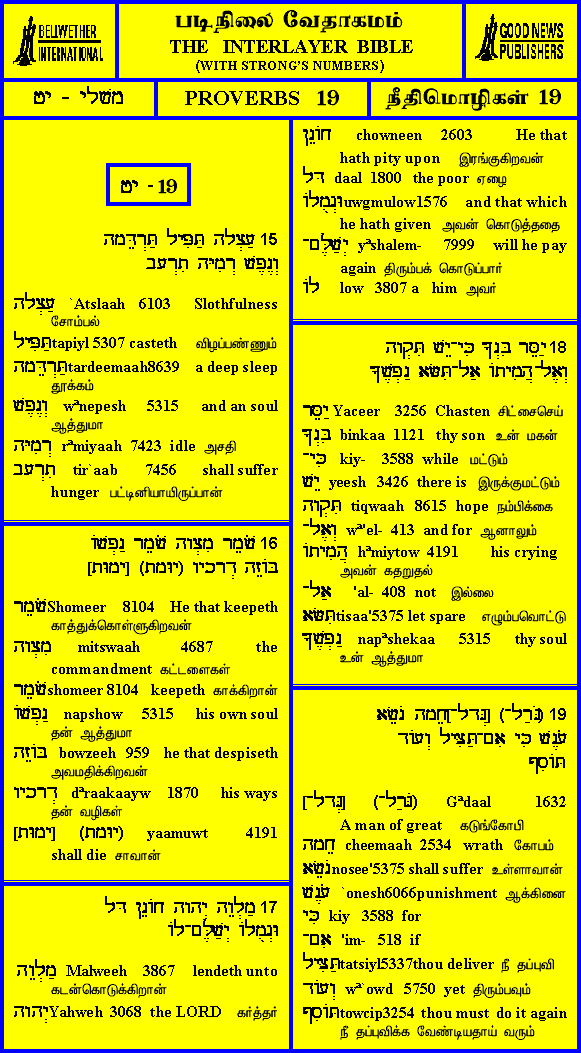 BELLWETHER
INTERNATIONAL
படிநிலை வேதாகமம்
THE INTERLAYER BIBLE
(WITH STRONG'S NUMBERS)
GOOD NEWS
PUBLISHERS
משלי - יט
PROVERBS 19
நீதிமொழிகள் 19
יט - 19
15 עַצְלָה תַּפִּיל תַּרְדֵּמָה
וְנֶפֶשׁ רְמִיָּה תִרְעָב
עַצְלָה `Atslaah 6103 Slothfulness
சோம்பல்
תַּפִּיל tapiyl 5307 casteth விழப்பண்ணும்
תַּרְדֵּמָה tardeemaah8639 a deep sleep
தூக்கம்
וְנֶפֶשׁ wªnepesh 5315 and an soul
ஆத்துமா
רְמִיָּה rªmiyaah 7423 idle அசதி
תִרְעָב tir`aab 7456 shall suffer
hunger பட்டினியாயிருப்பான்
16 שֹׁמֵר מִצְוָה שֹׁמֵר נַפְשׁוֹ
בּוֹזֵה דְרָכָיו (יוּמָת) [יָמוּת]
שֹׁמֵר Shomeer 8104 He that keepeth
காத்துக்கொள்ளுகிறவன்
מִצְוָה mitswaah 4687 the
commandment கட்டளைகள்
שֹׁמֵר shomeer 8104 keepeth காக்கிறான்
נַפְשׁוֹ napshow 5315 his own soul
தன் ஆத்துமா
בּוֹזֵה bowzeeh 959 he that despiseth
அவமதிக்கிறவன்
דְרָכָיו dªraakaayw 1870 his ways
தன் வழிகள்
(יוּמָת) [יָמוּת] yaamuwt 4191
shall die சாவான்
17 מַלְוֵה יְהוָה חוֹנֵן דָּל
וּגְמֻלוֹ יְשַׁלֶּם־לוֹ
מַלְוֵה Malweeh 3867 lendeth unto
கடன்கொடுக்கிறான்
יְהוָה Yahweh 3068 the LORD கர்த்தர்
חוֹנֵן chowneen 2603 He that
hath pity upon இரங்குகிறவன்
דָּל daal 1800 the poor ஏழை
וּגְמֻלוֹ uwgmulow1576 and that which
he hath given அவன் கொடுத்ததை
יְשַׁלֶּם־ yªshalem- 7999 will he pay
again திரும்பக் கொடுப்பார்
לוֹ low 3807 a him அவர்
18 יַסֵּר בִּנְךָ כִּי־יֵשׁ תִּקְוָה
וְאֶל־הֲמִיתוֹ אַל־תִּשָּׂא נַפְשֶׁךָ
יַסֵּר Yaceer 3256 Chasten சிட்சைசெய்
בִּנְךָ binkaa 1121 thy son உன் மகன்
כִּי־ kiy- 3588 while மட்டும்
יֵשׁ yeesh 3426 there is இருக்குமட்டும்
תִּקְוָה tiqwaah 8615 hope நம்பிக்கை
וְאֶל־ wª'el- 413 and for ஆனாலும்
הֲמִיתוֹ hªmiytow 4191 his crying
அவன் கதறுதல்
אַל־ 'al- 408 not இல்லை
תִּשָּׂא tisaa'5375 let spare எழும்பவொட்டு
נַפְשֶׁךָ napªshekaa 5315 thy soul
உன் ஆத்துமா
19 (גְּרָל־) [גְּדָל־]חֵמָה נֹשֵׂא
עֹנֶשׁ כִּי אִם־תַּצִּיל וְעוֹד
תּוֹסִף
(גְּרָל־) [גְּדָל־] Gªdaal 1632
A man of great கடுங்கோபி
חֵמָה cheemaah 2534 wrath கோபம்
נֹשֵׂא nosee'5375 shall suffer உள்ளாவான்
עֹנֶשׁ `onesh6066punishment ஆக்கினை
כִּי kiy 3588 for
אִם־ 'im- 518 if
תַּצִּיל tatsiyl5337thou deliver நீ தப்புவி
וְעוֹד wª`owd 5750 yet திரும்பவும்
תּוֹסִף towcip3254 thou must do it again
நீ தப்புவிக்க வேண்டியதாய் வரும்